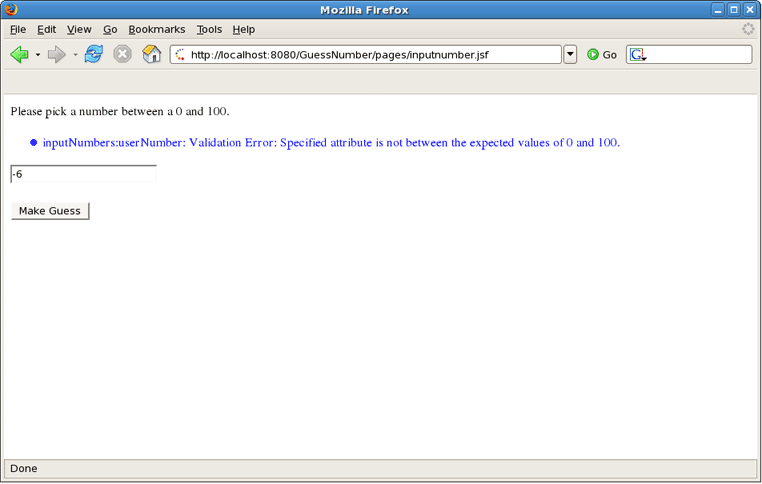 Mozilla Firefox
File Edit View Go Bookmarks Tools Help
http://localhost:8080/GuessNumber/pages/inputnumber.jsf Go G
Please pick a number between a 0 and 100.
inputNumbers:userNumber: Validation Error: Specified attribute is not between the expected values of 0 and 100.
-6
Make Guess
Done